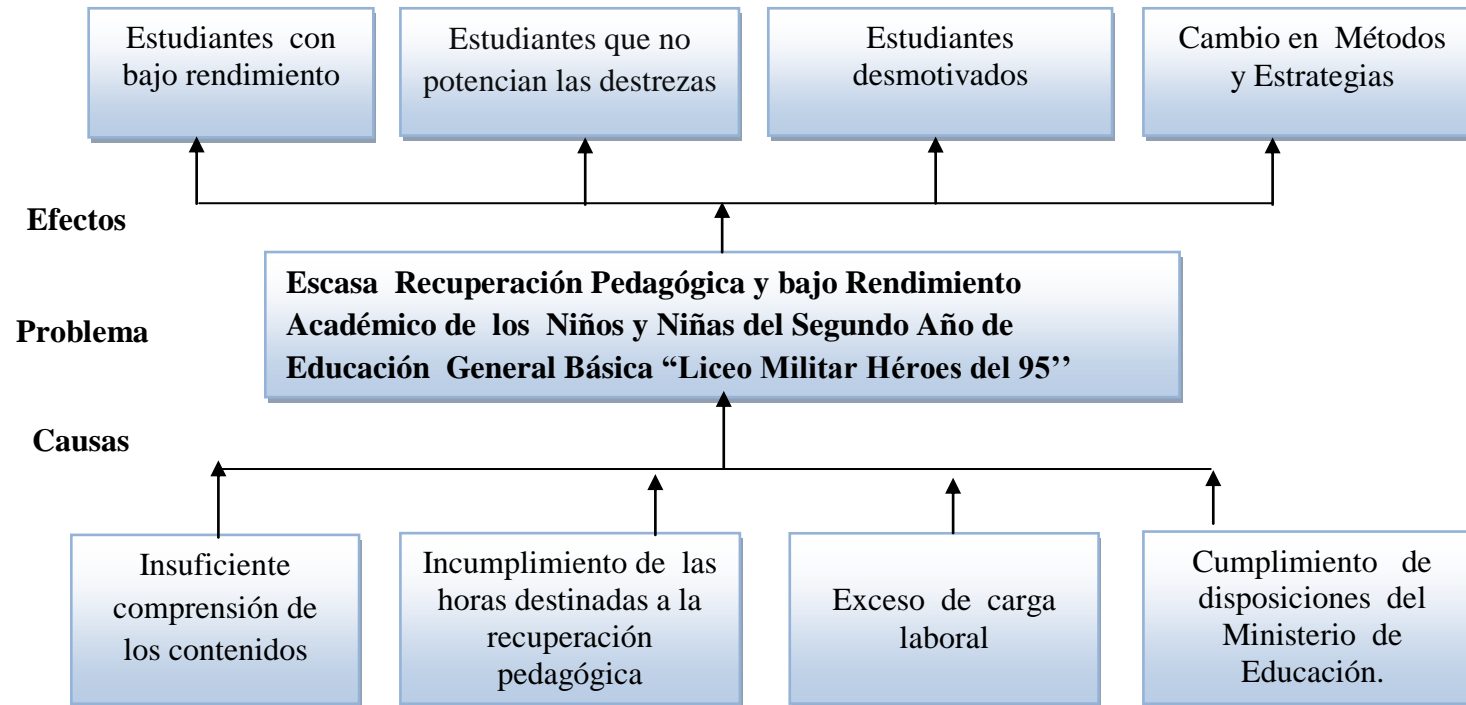 Estudiantes con
bajo rendimiento
Estudiantes que no
potencian las destrezas
Estudiantes
desmotivados
Cambio en Métodos
y Estrategias
Efectos
Problema
Escasa Recuperación Pedagógica y bajo Rendimiento
Académico de los Niños y Niñas del Segundo Año de
Educación General Básica “Liceo Militar Héroes del 95’’
Causas
Insuficiente
comprensión de
los contenidos
Incumplimiento de las
horas destinadas a la
recuperación
pedagógica
Exceso de carga
laboral
Cumplimiento de
disposiciones del
Ministerio de
Educación.